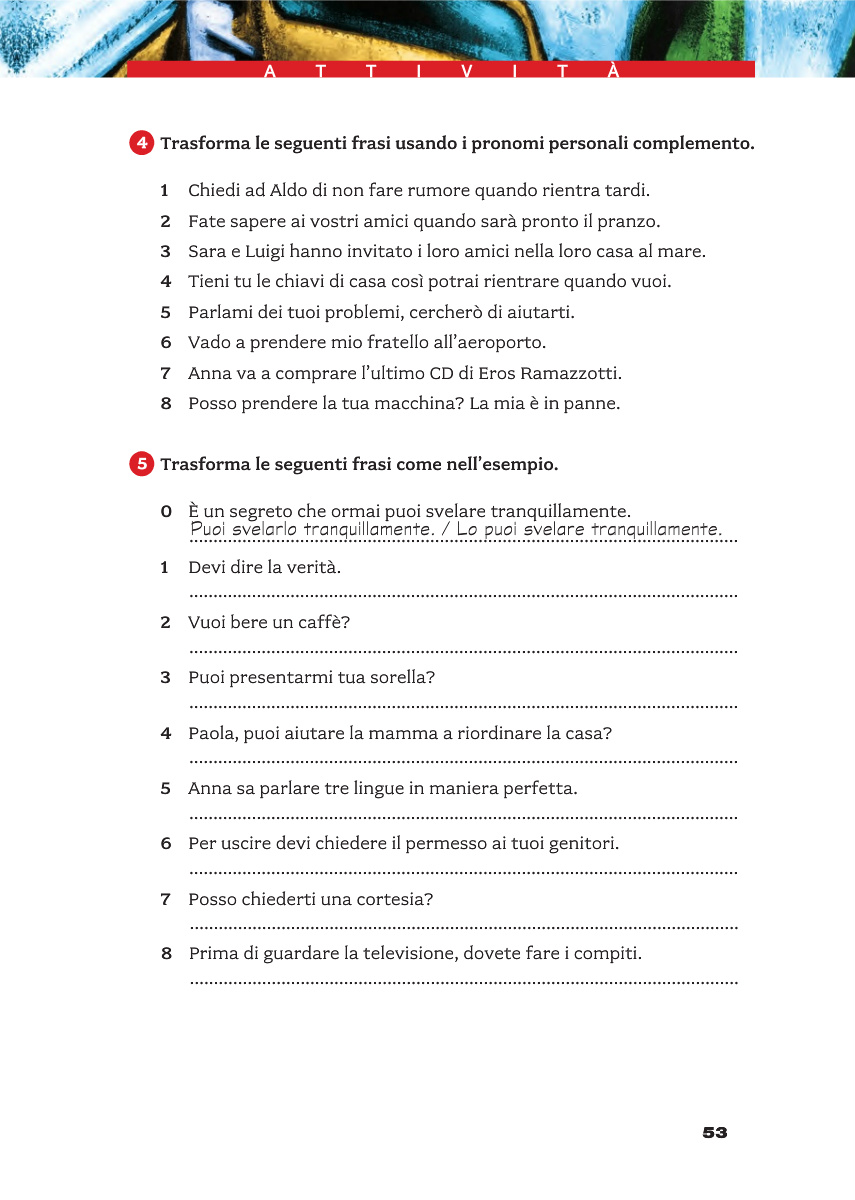 ATTIVITÀ
4 Trasforma le seguenti frasi usando i pronomi personali complemento.
1 Chiedi ad Aldo di non fare rumore quando rientra tardi.
2 Fate sapere ai vostri amici quando sarà pronto il pranzo.
3 Sara e Luigi hanno invitato i loro amici nella loro casa al mare.
4 Tieni tu le chiavi di casa così potrai rientrare quando vuoi.
5 Parlami dei tuoi problemi, cercherò di aiutarti.
6 Vado a prendere mio fratello all'aeroporto.
7 Anna va a comprare l'ultimo CD di Eros Ramazzotti.
8 Posso prendere la tua macchina? La mia è in panne.
5 Trasforma le seguenti frasi come nell'esempio.
0 È un segreto che ormai puoi svelare tranquillamente.
Puoi svelarlo tranquillamente. / Lo puoi svelare tranquillamente.
1 Devi dire la verità.
2 Vuoi bere un caffè?
3 Puoi presentarmi tua sorella?
4 Paola, puoi aiutare la mamma a riordinare la casa?
5 Anna sa parlare tre lingue in maniera perfetta.
6 Per uscire devi chiedere il permesso ai tuoi genitori.
7 Posso chiederti una cortesia?
8 Prima di guardare la televisione, dovete fare i compiti.
53